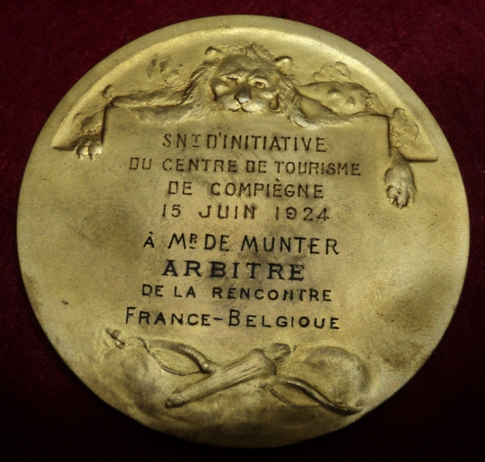 SNT D'INITIATIVE
DU CENTRE DE TOURISME
DE COMPIÈGNE
15 JUIN 1924
À MR DE MUNTER
ARBITRE
DE LA RENCONTRE
FRANCE-BELGIQUE